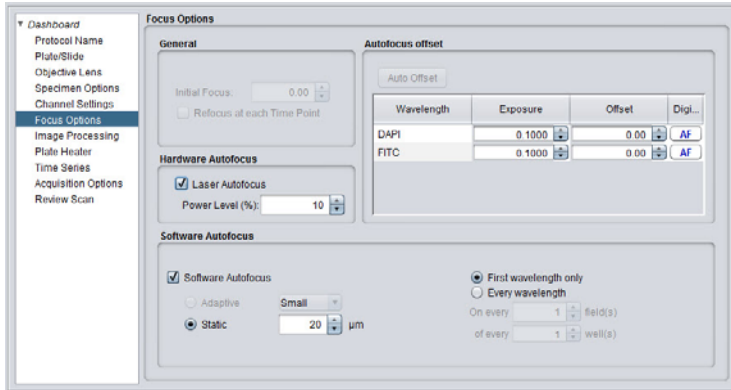 Dashboard
Protocol Name
Plate/Slide
Objective Lens
Specimen Options
Channel Settings
Focus Options
Image Processing
Plate Heater
Time Series
Acquisition Options
Review Scan
Focus Options
General
Initial Focus: 0.00
Refocus at each Time Point
Hardware Autofocus
Laser Autofocus
Power Level (%): 10
Autofocus offset
Auto Offset
Wavelength Exposure Offset Digi...
DAPI 0.1000 0.00 AF
FITC 0.1000 0.00 AF
Software Autofocus
Software Autofocus
Adaptive Small
Static 20 µm
First wavelength only
Every wavelength
On every 1 field(s)
of every 1 well(s)